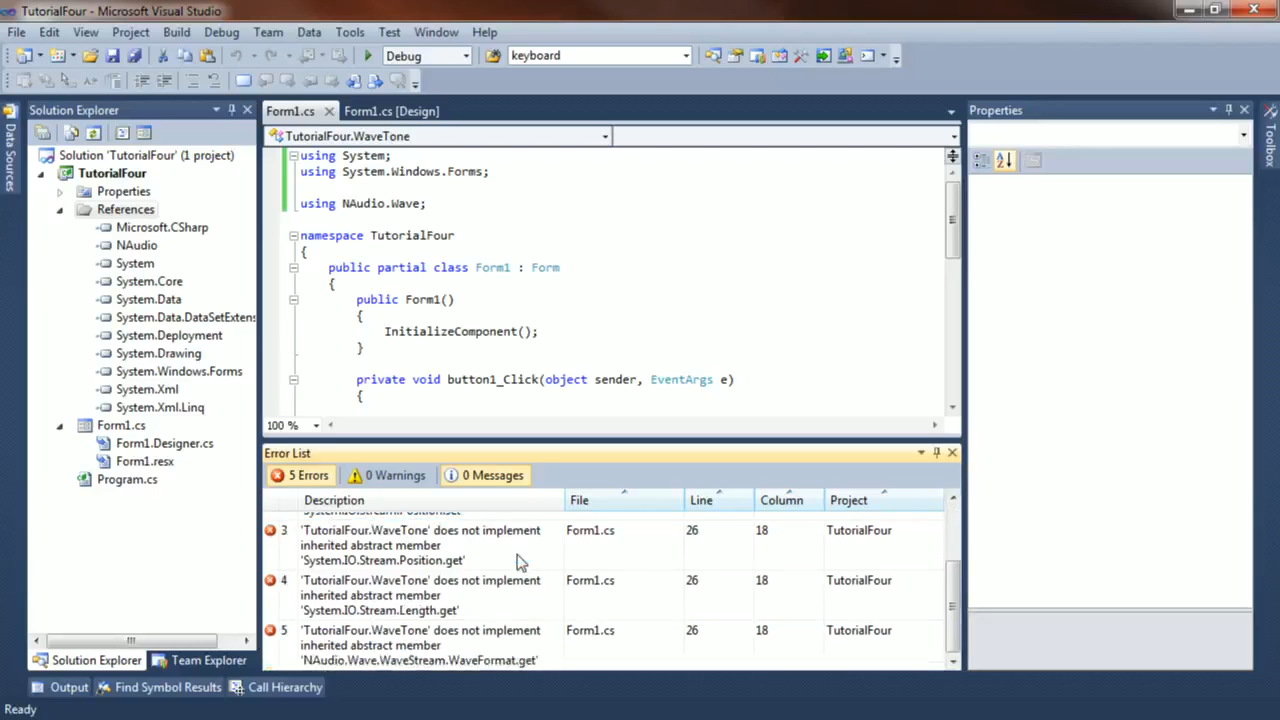 TutorialFour - Microsoft Visual Studio
File Edit View Project Build Debug Team Data Tools Test Window Help
Debug keyboard
Solution Explorer
Form1.cs Form1.cs [Design]
Properties
TutorialFour.WaveTone
Data Sources
Toolbox
Solution 'TutorialFour' (1 project)
TutorialFour
Properties
References
Microsoft.CSharp
NAudio
System
System.Core
System.Data
System.Data.DataSetExtens
System.Deployment
System.Drawing
System.Windows.Forms
System.Xml
System.Xml.Linq
Form1.cs
Form1.Designer.cs
Form1.resx
Program.cs
Solution Explorer Team Explorer
using System;
using System.Windows.Forms;
using NAudio.Wave;
namespace TutorialFour
{
public partial class Form1 : Form
{
public Form1()
{
InitializeComponent();
}
private void button1_Click(object sender, EventArgs e)
{
100 %
Error List
5 Errors 0 Warnings 0 Messages
Description File Line Column Project
System.IO.Stream.Position.set'
3 'TutorialFour.WaveTone' does not implement Form1.cs 26 18 TutorialFour
inherited abstract member
'System.IO.Stream.Position.get'
4 'TutorialFour.WaveTone' does not implement Form1.cs 26 18 TutorialFour
inherited abstract member
'System.IO.Stream.Length.get'
5 'TutorialFour.WaveTone' does not implement Form1.cs 26 18 TutorialFour
inherited abstract member
'NAudio.Wave.WaveStream.WaveFormat.get'
Output Find Symbol Results Call Hierarchy
Ready